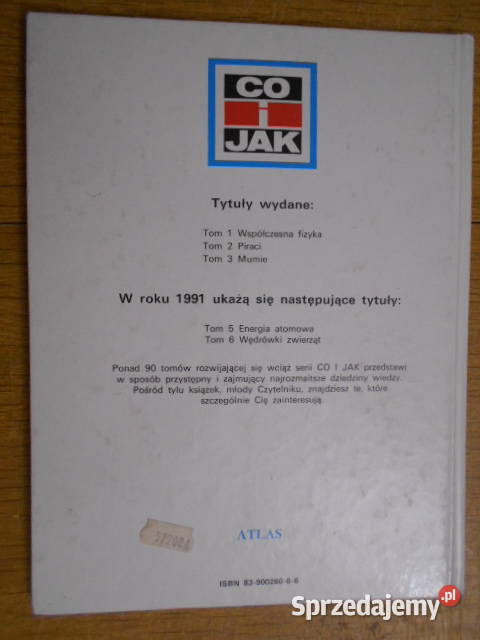 CO
i
JAK
Tytuły wydane:
Tom 1 Współczesna fizyka
Tom 2 Piraci
Tom 3 Mumie
W roku 1991 ukażą się następujące tytuły:
Tom 5 Energia atomowa
Tom 6 Wędrówki zwierząt
Ponad 90 tomów rozwijającej się wciąż serii CO I JAK przedstawi
w sposób przystępny i zajmujący najrozmaitsze dziedziny wiedzy.
Pośród tylu książek, młody Czytelniku, znajdziesz te, które
szczególnie Cię zainteresują.
ATLAS
ISBN 83-900260-6-6
Sprzedajemy.pl